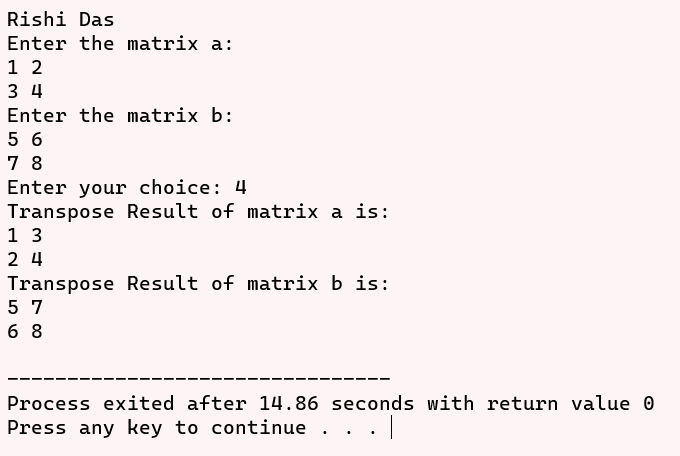 Rishi Das
Enter the matrix a:
1 2
3 4
Enter the matrix b:
5 6
7 8
Enter your choice: 4
Transpose Result of matrix a is:
1 3
2 4
Transpose Result of matrix b is:
5 7
6 8
--------------------------------
Process exited after 14.86 seconds with return value 0
Press any key to continue . . .